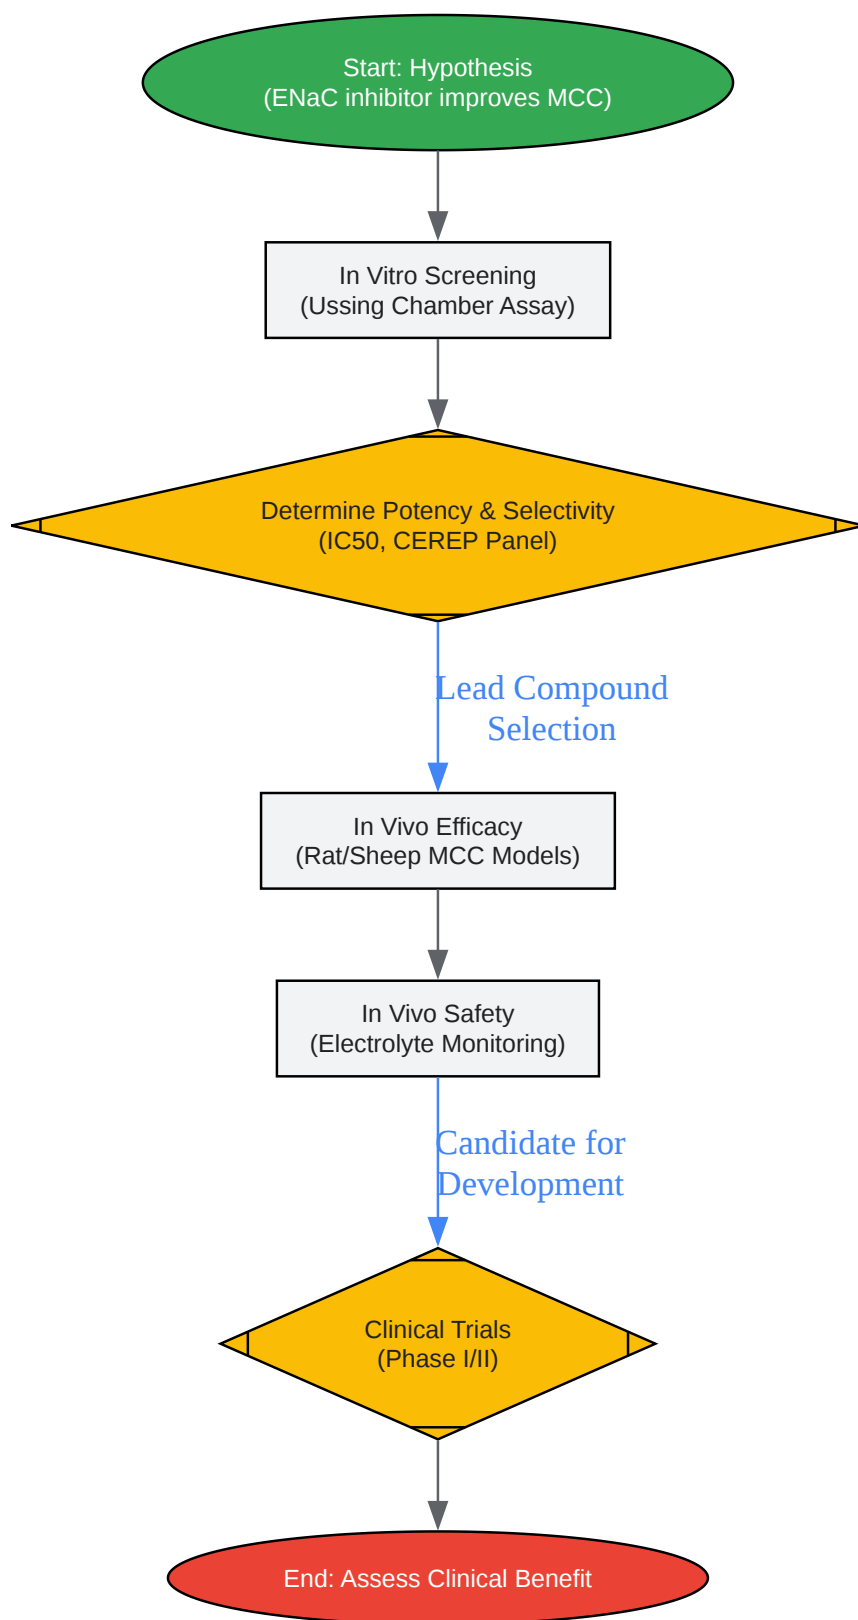 Start: Hypothesis
(ENaC inhibitor improves MCC)
In Vitro Screening
(Ussing Chamber Assay)
Determine Potency & Selectivity
(IC50, CEREP Panel)
Lead Compound
Selection
In Vivo Efficacy
(Rat/Sheep MCC Models)
In Vivo Safety
(Electrolyte Monitoring)
Candidate for
Development
Clinical Trials
(Phase I/II)
End: Assess Clinical Benefit